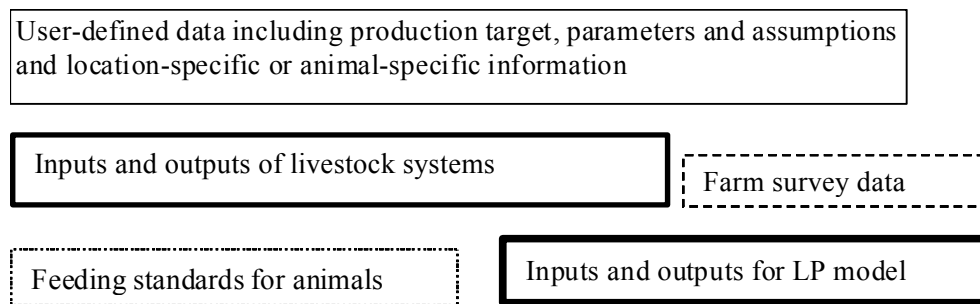 User-defined data including production target, parameters and assumptions
and location-specific or animal-specific information
Inputs and outputs of livestock systems
Farm survey data
Feeding standards for animals
Inputs and outputs for LP model